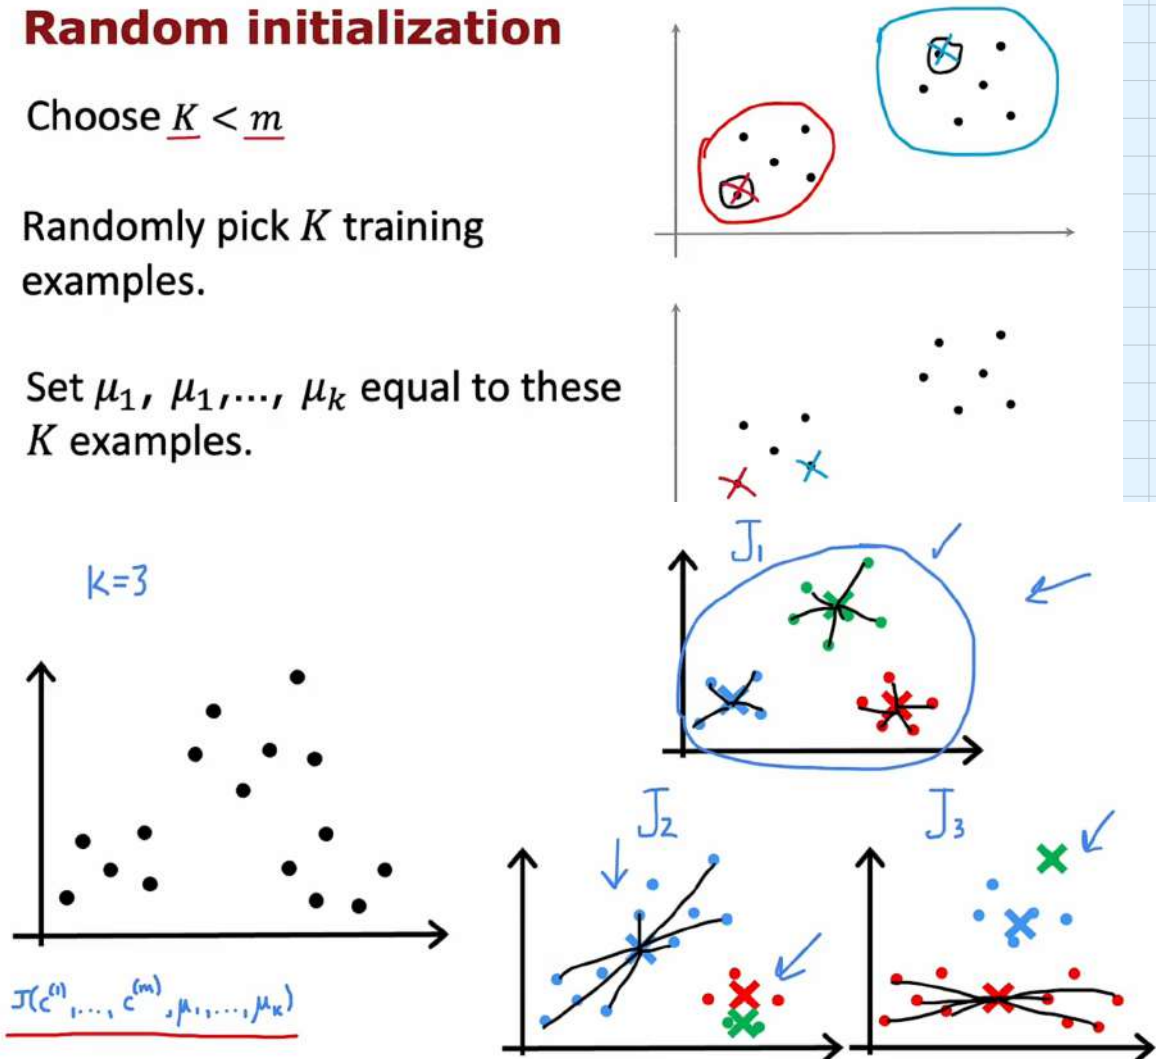 Random initialization
Choose K < m
Randomly pick K training
examples.
Set μ₁, μ₁,..., μₖ equal to these
K examples.
K=3
J₁
J₂
J₃
J(c⁽¹⁾,..., c⁽ᵐ⁾, μ₁,..., μₖ)